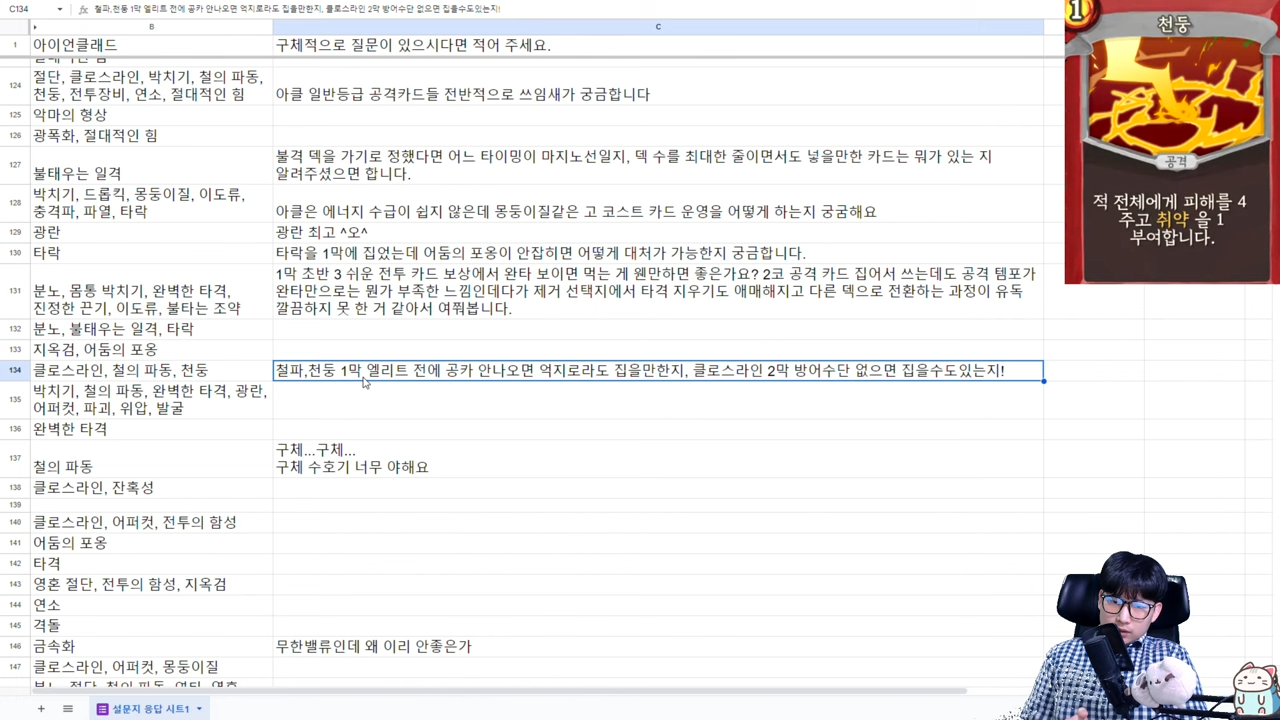 C134
fx 철파,천둥 1막 엘리트 전에 공카 안나오면 억지로라도 집을만한지, 클로스라인 2막 방어수단 없으면 집을수도있는지!
B
C
1
아이언클래드
구체적으로 질문이 있으시다면 적어 주세요.
124
절단, 클로스라인, 박치기, 철의 파동,
천둥, 전투장비, 연소, 절대적인 힘
아클 일반등급 공격카드들 전반적으로 쓰임새가 궁금합니다
125
악마의 형상
126
광폭화, 절대적인 힘
127
불태우는 일격
불격 덱을 가기로 정했다면 어느 타이밍이 마지노선일지, 덱 수를 최대한 줄이면서도 넣을만한 카드는 뭐가 있는 지
알려주셨으면 합니다.
128
박치기, 드롭킥, 몽둥이질, 이도류,
충격파, 파열, 타락
아클은 에너지 수급이 쉽지 않은데 몽둥이질같은 고 코스트 카드 운영을 어떻게 하는지 궁굼해요
129
광란
광란 최고 ^오^
130
타락
타락을 1막에 집었는데 어둠의 포옹이 안잡히면 어떻게 대처가 가능한지 궁금합니다.
131
분노, 몸통 박치기, 완벽한 타격,
진정한 끈기, 이도류, 불타는 조약
1막 초반 3 쉬운 전투 카드 보상에서 완타 보이면 먹는 게 웬만하면 좋은가요? 2코 공격 카드 집어서 쓰는데도 공격 템포가
완타만으로는 뭔가 부족한 느낌인데다가 제거 선택지에서 타격 지우기도 애매해지고 다른 덱으로 전환하는 과정이 유독
깔끔하지 못 한 거 같아서 여쭤봅니다.
132
분노, 불태우는 일격, 타락
133
지옥검, 어둠의 포옹
134
클로스라인, 철의 파동, 천둥
철파,천둥 1막 엘리트 전에 공카 안나오면 억지로라도 집을만한지, 클로스라인 2막 방어수단 없으면 집을수도있는지!
135
박치기, 철의 파동, 완벽한 타격, 광란,
어퍼컷, 파괴, 위압, 발굴
136
완벽한 타격
137
철의 파동
구체...구체...
구체 수호기 너무 야해요
138
클로스라인, 잔혹성
139
140
클로스라인, 어퍼컷, 전투의 함성
141
어둠의 포옹
142
타격
143
영혼 절단, 전투의 함성, 지옥검
144
연소
145
격돌
146
금속화
무한밸류인데 왜 이리 안좋은가
147
클로스라인, 어퍼컷, 몽둥이질
설문지 응답 시트1
1
천둥
공격
적 전체에게 피해를 4
주고 취약 을 1
부여합니다.